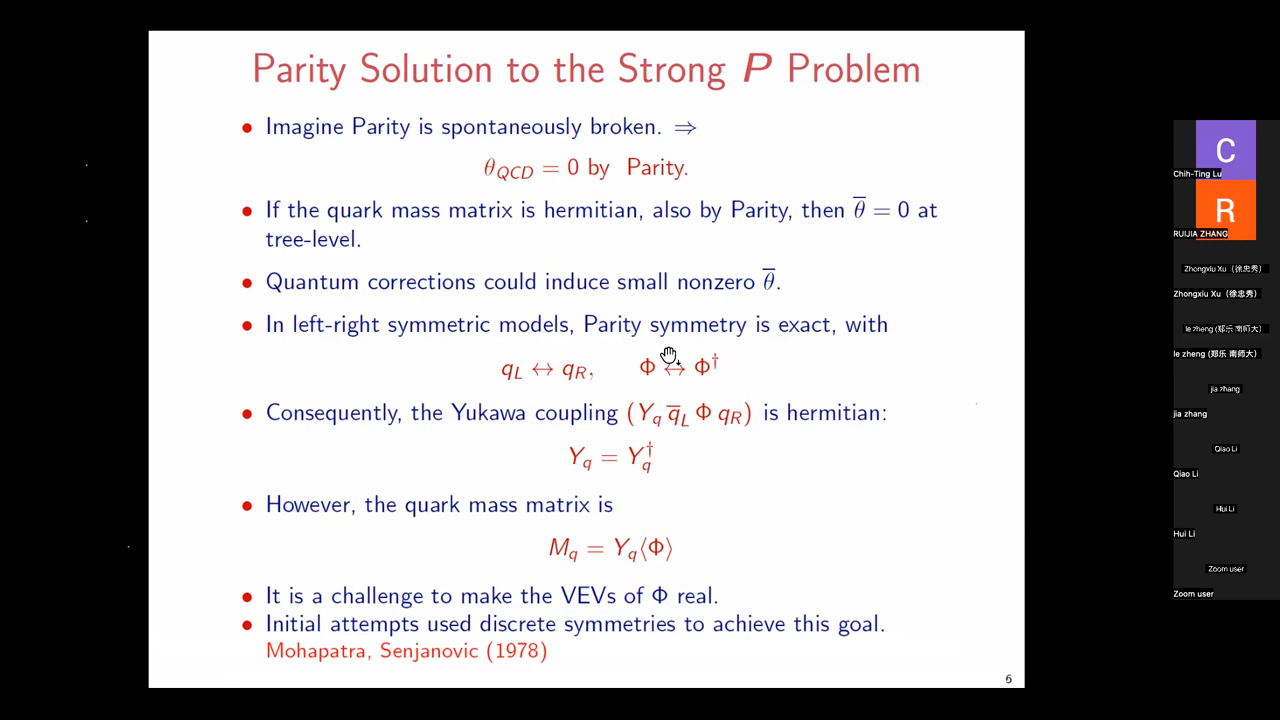 Parity Solution to the Strong P Problem
• Imagine Parity is spontaneously broken. ⇒
θ_QCD = 0 by Parity.
• If the quark mass matrix is hermitian, also by Parity, then θ̅ = 0 at
tree-level.
• Quantum corrections could induce small nonzero θ̅.
• In left-right symmetric models, Parity symmetry is exact, with
q_L ↔ q_R, Φ ↔ Φ†
• Consequently, the Yukawa coupling (Y_q q̅_L Φ q_R) is hermitian:
Y_q = Y_q†
• However, the quark mass matrix is
M_q = Y_q⟨Φ⟩
• It is a challenge to make the VEVs of Φ real.
• Initial attempts used discrete symmetries to achieve this goal.
Mohapatra, Senjanovic (1978)
6
C
Chih-Ting Lu
R
RUIJIA ZHANG
Zhongxiu Xu (徐忠秀)
Zhongxiu Xu (徐忠秀)
le zheng (郑乐 南师大)
le zheng (郑乐 南师大)
jia zhang
jia zhang
Qiao Li
Qiao Li
Hui Li
Hui Li
Zoom user
Zoom user